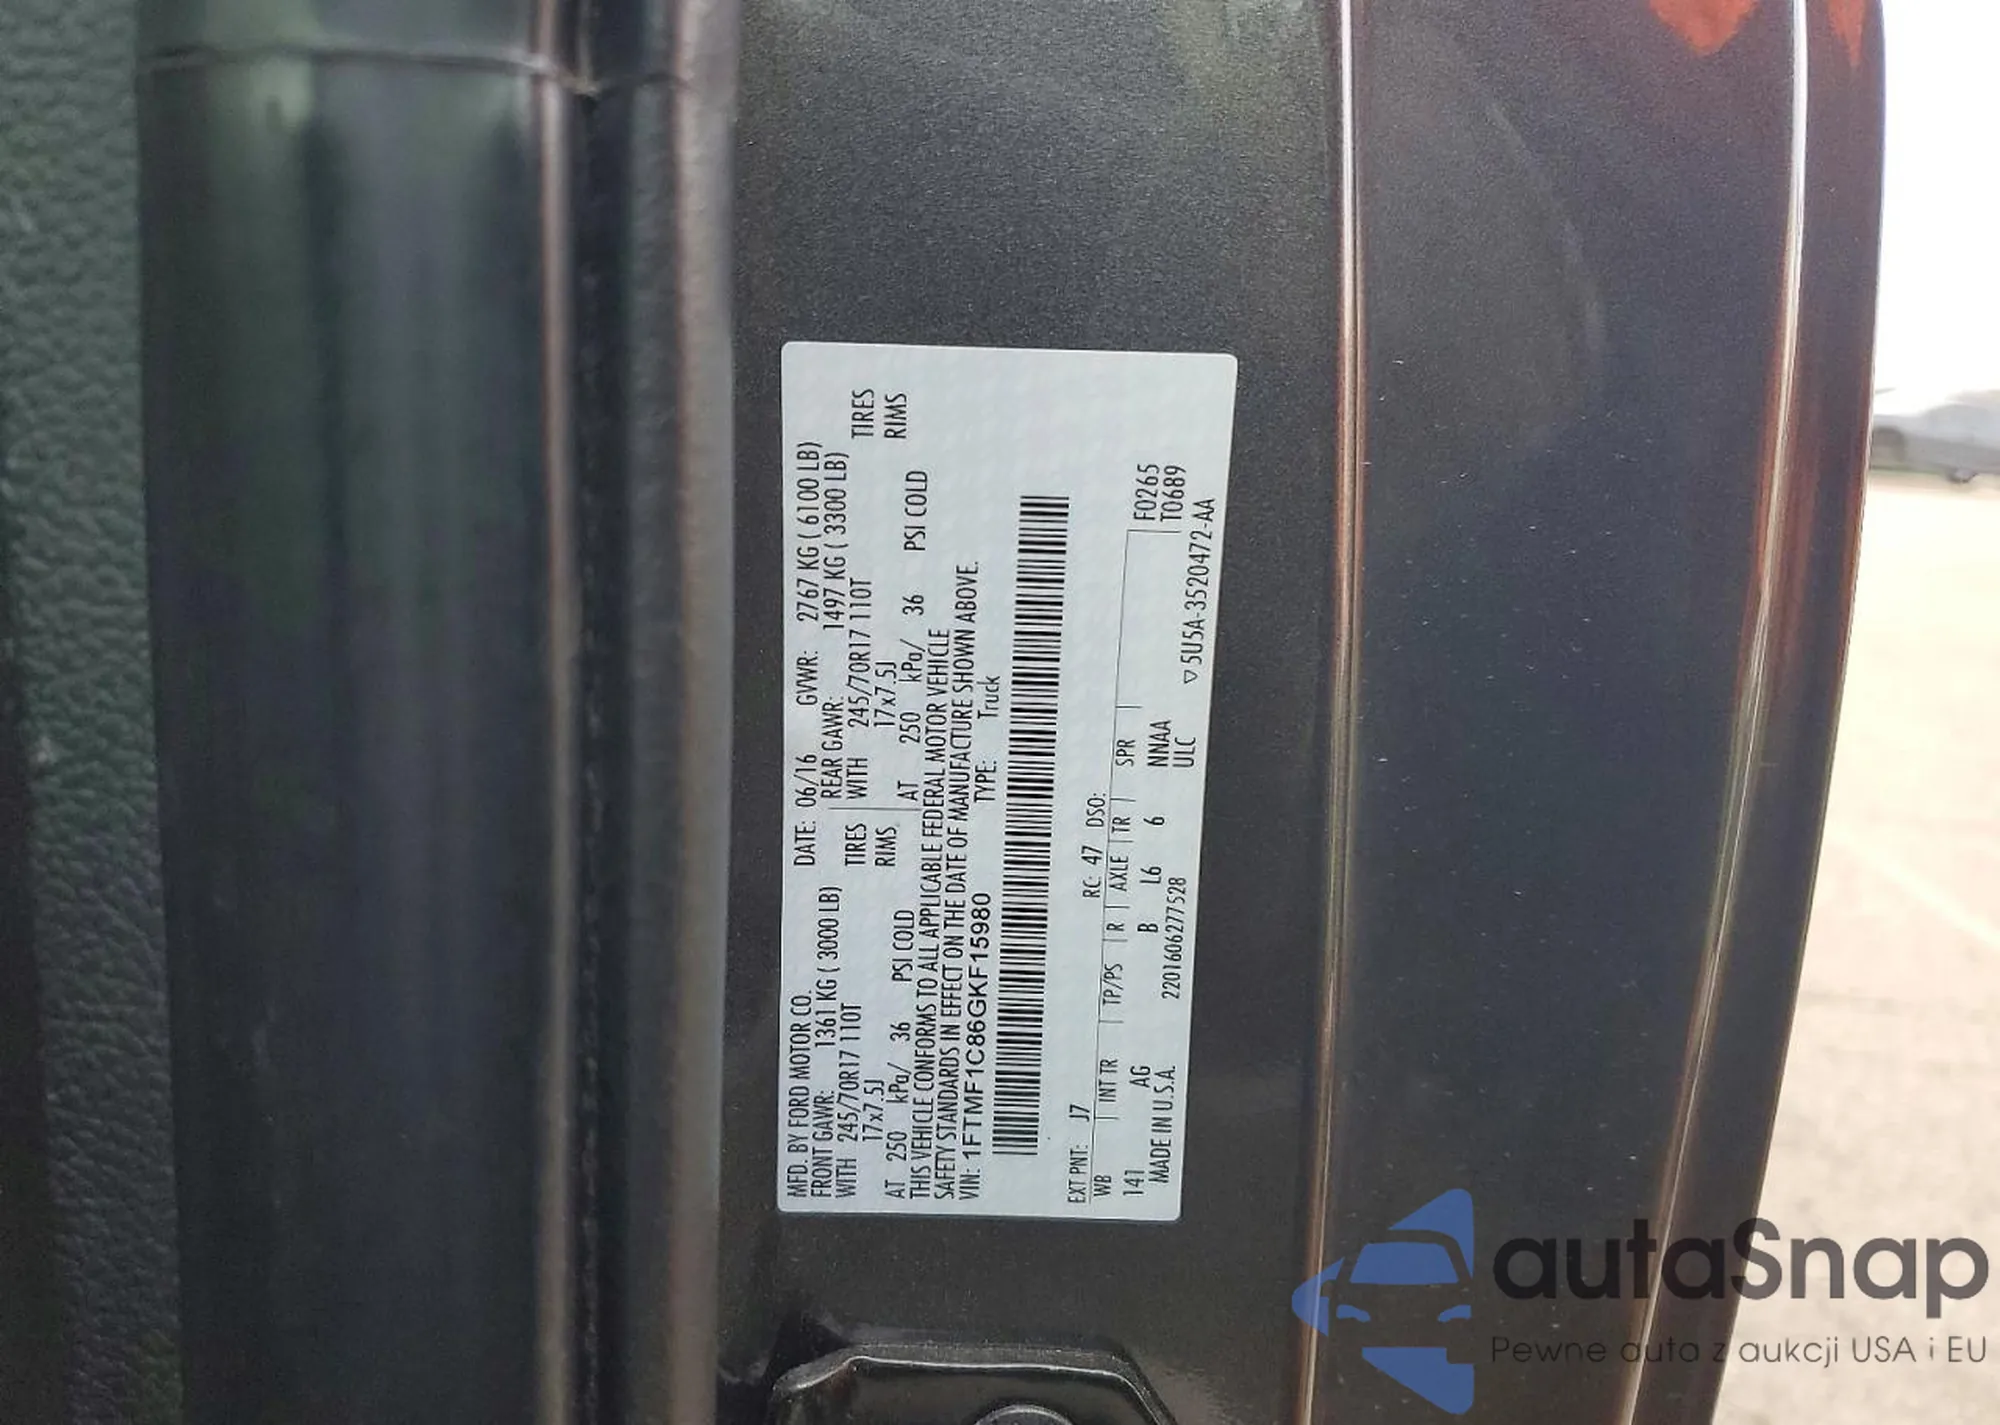 MFD. BY FORD MOTOR CO. DATE: 06/16 GVWR: 2767 KG ( 6100 LB)
FRONT GAWR: 1361 KG ( 3000 LB) REAR GAWR: 1497 KG ( 3300 LB)
WITH 245/70R17 110T TIRES WITH 245/70R17 110T TIRES
17x7.5J RIMS 17x7.5J RIMS
AT 250 kPa/ 36 PSI COLD AT 250 kPa/ 36 PSI COLD
THIS VEHICLE CONFORMS TO ALL APPLICABLE FEDERAL MOTOR VEHICLE
SAFETY STANDARDS IN EFFECT ON THE DATE OF MANUFACTURE SHOWN ABOVE.
VIN: 1FTMF1C86GKF15980 TYPE: Truck
EXT PNT: J7 RC: 47 DSO:
WB INT TR TP/PS R AXLE TR SPR F0265
141 AG B L6 6 NNAA T0689
MADE IN U.S.A. 2201606277528 ULC ▽5U5A-3520472-AA
autaSnap
Pewne auta z aukcji USA i EU